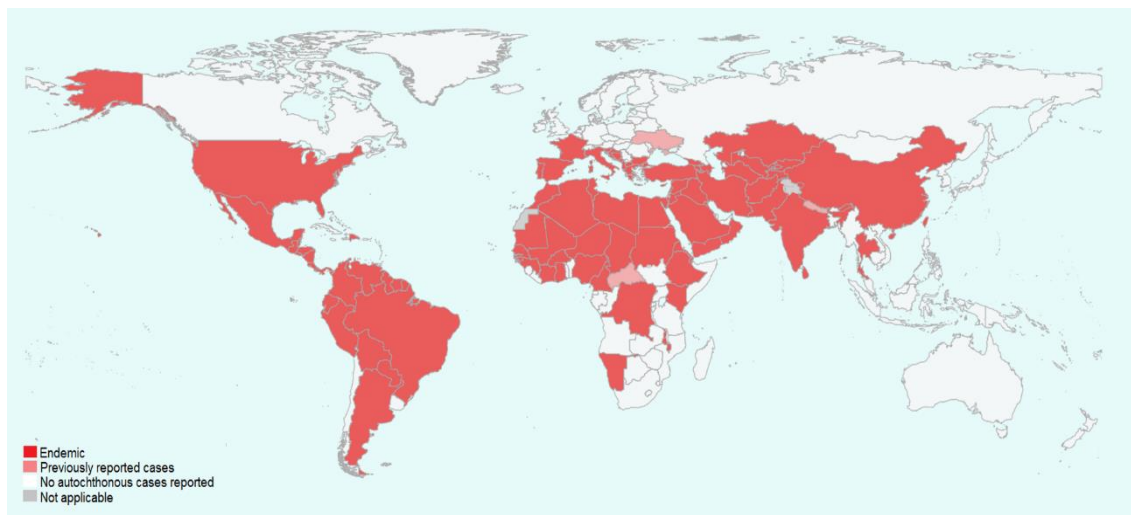 Endemic
Previously reported cases
No autochthonous cases reported
Not applicable